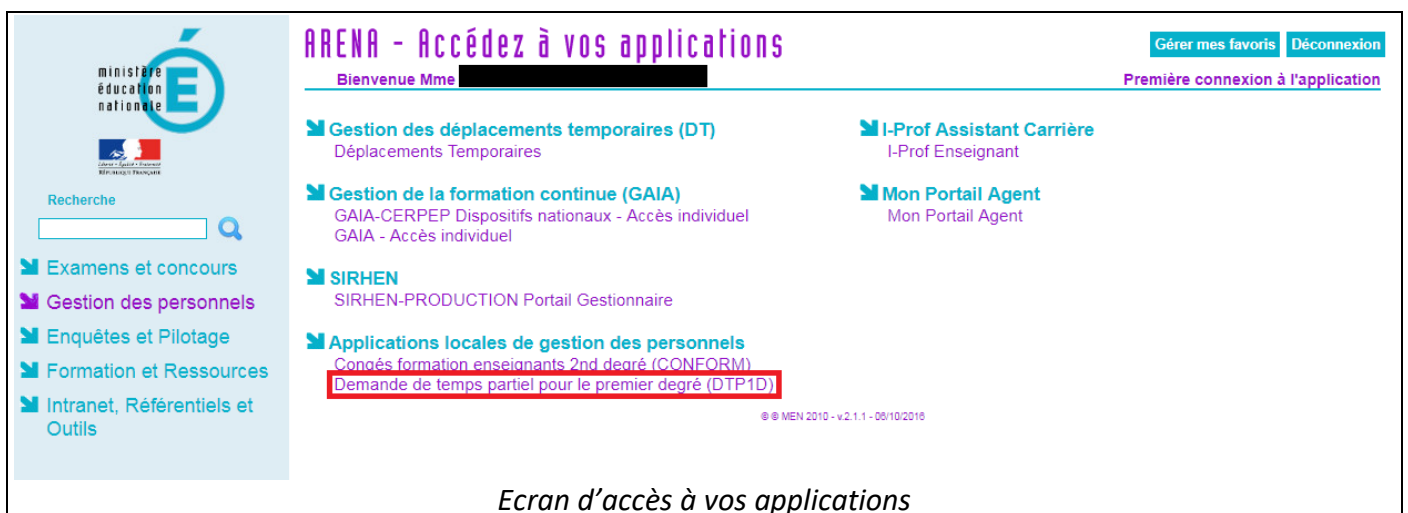 ministère
éducation
nationale
É
Liberté • Égalité • Fraternité
RÉPUBLIQUE FRANÇAISE
Recherche
Examens et concours
Gestion des personnels
Enquêtes et Pilotage
Formation et Ressources
Intranet, Référentiels et
Outils
ARENA - Accédez à vos applications
Gérer mes favoris
Déconnexion
Bienvenue Mme
Première connexion à l'application
Gestion des déplacements temporaires (DT)
Déplacements Temporaires
Gestion de la formation continue (GAIA)
GAIA-CERPEP Dispositifs nationaux - Accès individuel
GAIA - Accès individuel
SIRHEN
SIRHEN-PRODUCTION Portail Gestionnaire
Applications locales de gestion des personnels
Congés formation enseignants 2nd degré (CONFORM)
Demande de temps partiel pour le premier degré (DTP1D)
I-Prof Assistant Carrière
I-Prof Enseignant
Mon Portail Agent
Mon Portail Agent
© © MEN 2010 - v.2.1.1 - 06/10/2016
Ecran d’accès à vos applications